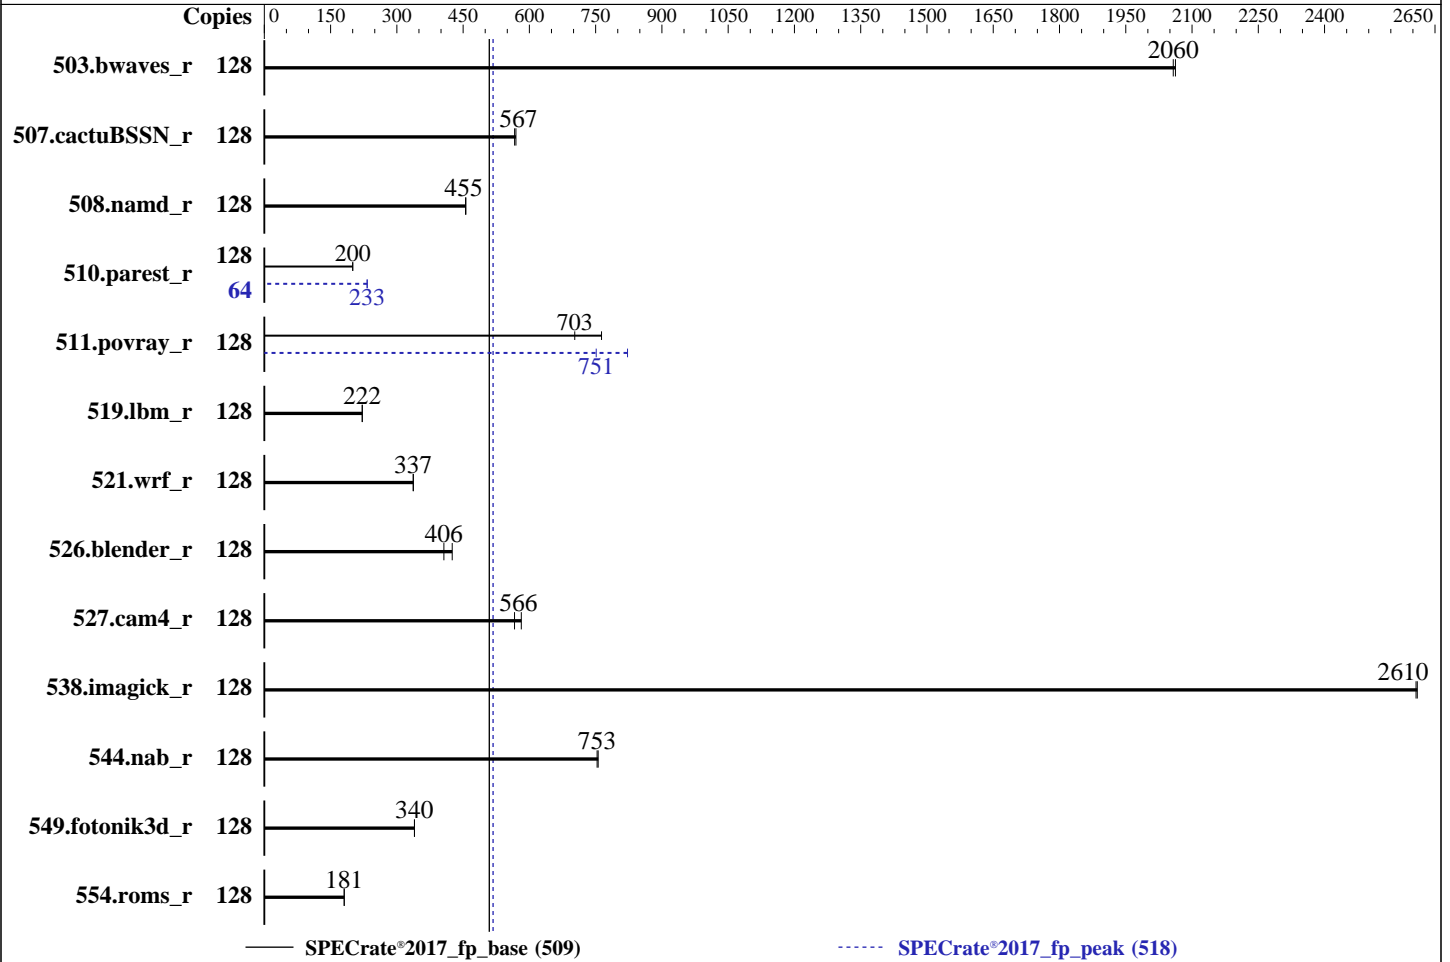 Copies 0 150 300 450 600 750 900 1050 1200 1350 1500 1650 1800 1950 2100 2250 2400 2650
503.bwaves_r 128 2060
507.cactuBSSN_r 128 567
508.namd_r 128 455
510.parest_r 128 200
64 233
511.povray_r 128 703
751
519.lbm_r 128 222
521.wrf_r 128 337
526.blender_r 128 406
527.cam4_r 128 566
538.imagick_r 128 2610
544.nab_r 128 753
549.fotonik3d_r 128 340
554.roms_r 128 181
SPECrate®2017_fp_base (509) SPECrate®2017_fp_peak (518)